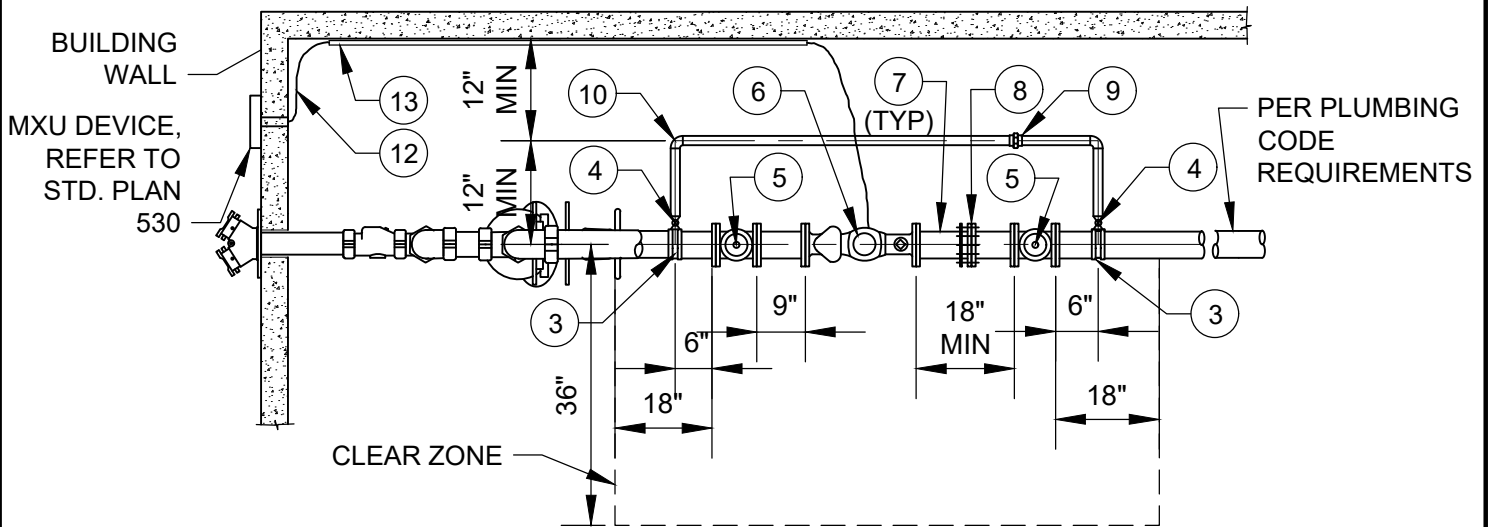 BUILDING
WALL
MXU DEVICE,
REFER TO
STD. PLAN
530
13
12
12"
MIN
12"
MIN
10
6
7
(TYP)
8
9
PER PLUMBING
CODE
REQUIREMENTS
4
5
5
4
3
3
6"
9"
18"
MIN
6"
18"
18"
36"
CLEAR ZONE